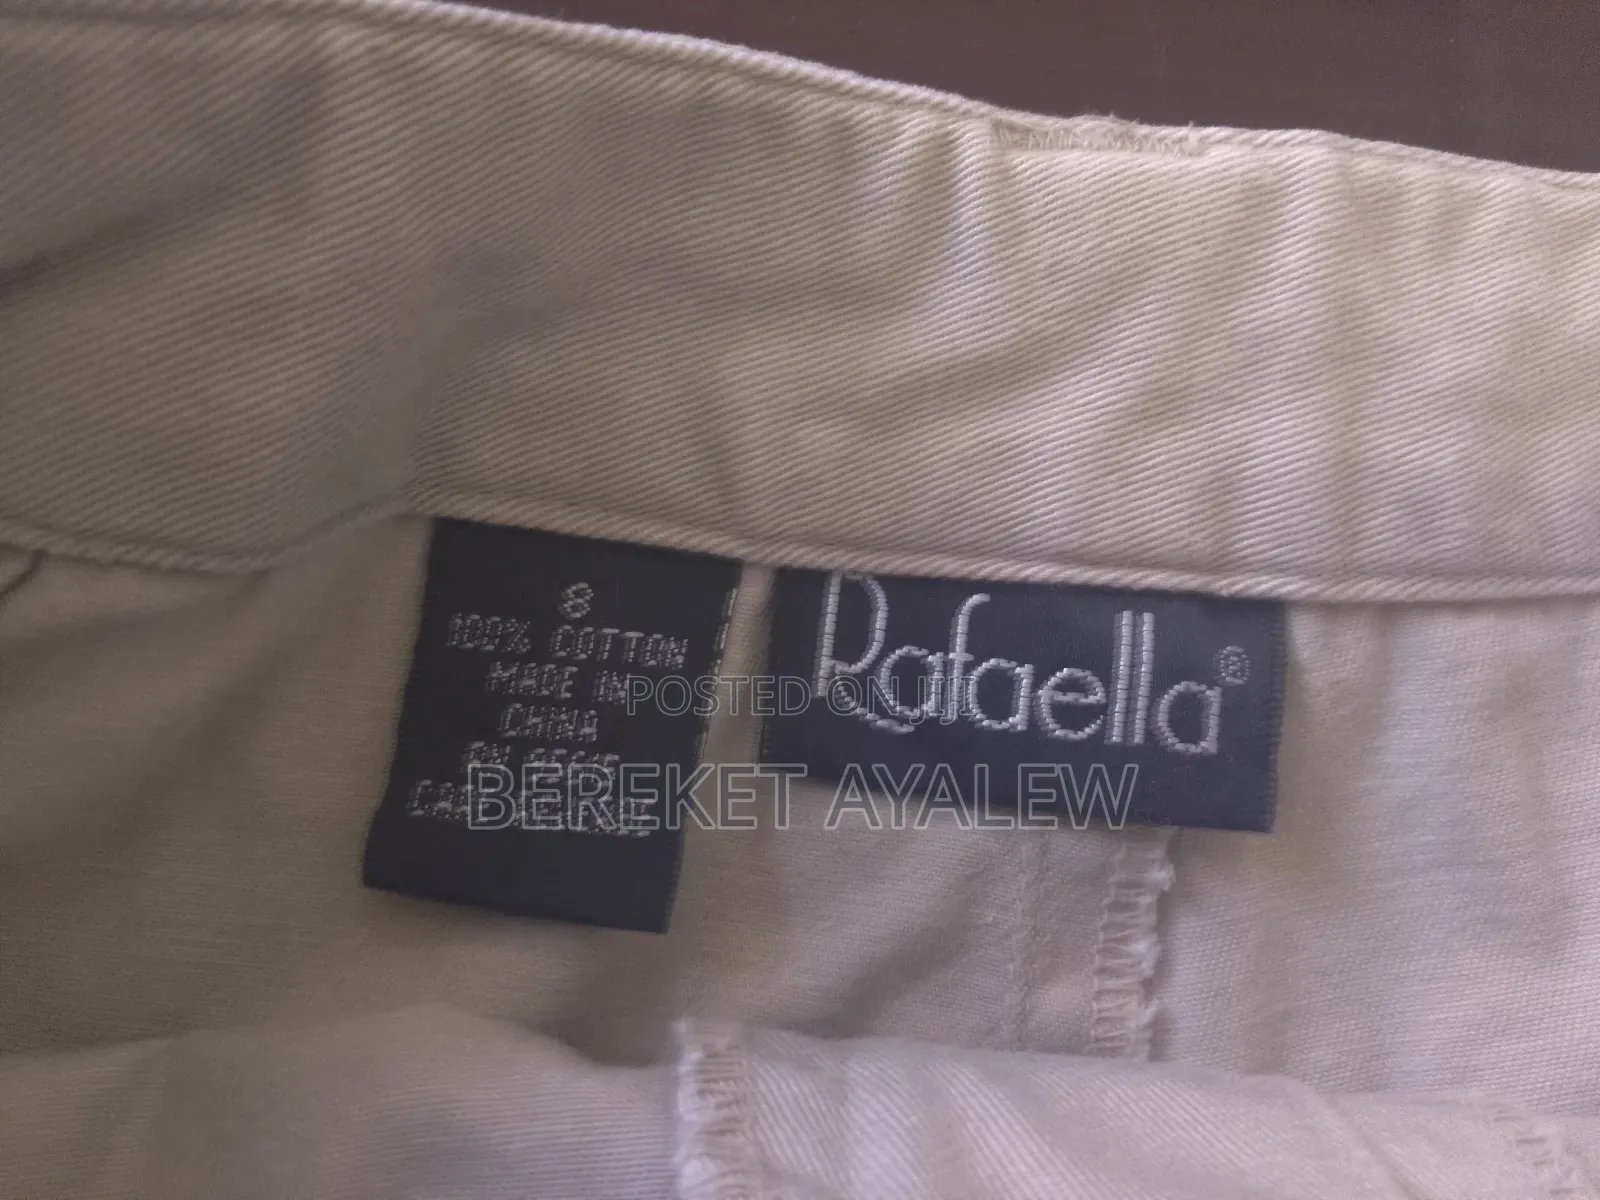 8
100% COTTON
MADE IN
CHINA
Rafaella®
POSTED ON JIJI
BEREKET AYALEW